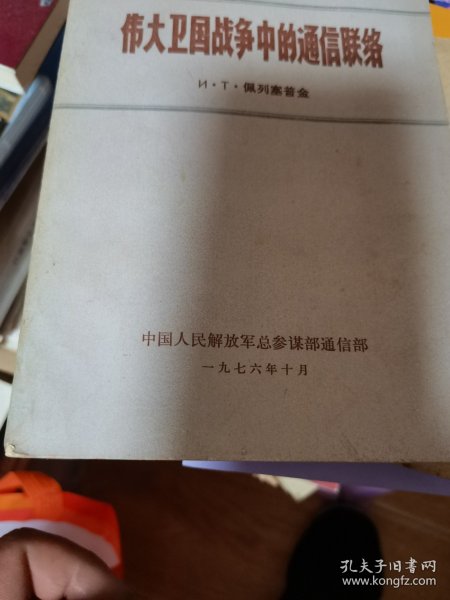 伟大卫国战争中的通信联络
И·Т·佩列塞普金
中国人民解放军总参谋部通信部
一九七六年十月
孔夫子旧书网
www.kongfz.com